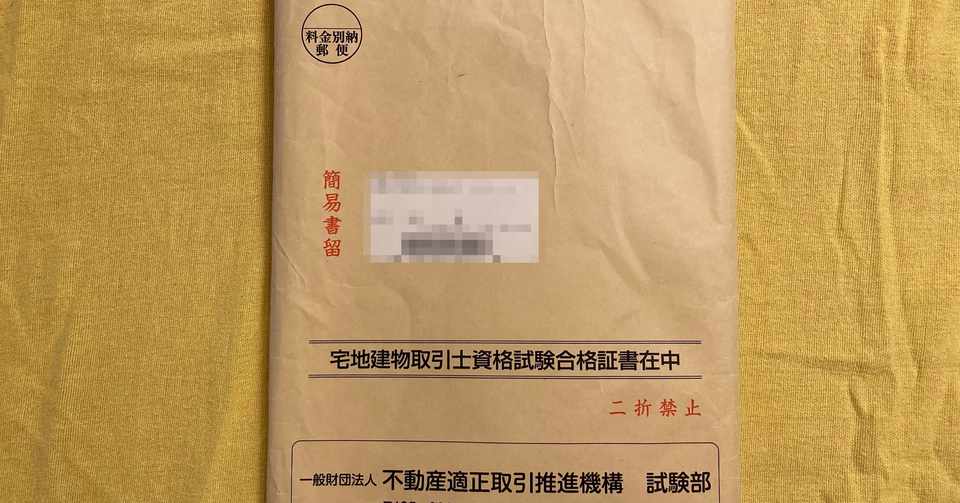 料金別納
郵便
簡易書留
宅地建物取引士資格試験合格証書在中
二折禁止
一般財団法人 不動産適正取引推進機構 試験部